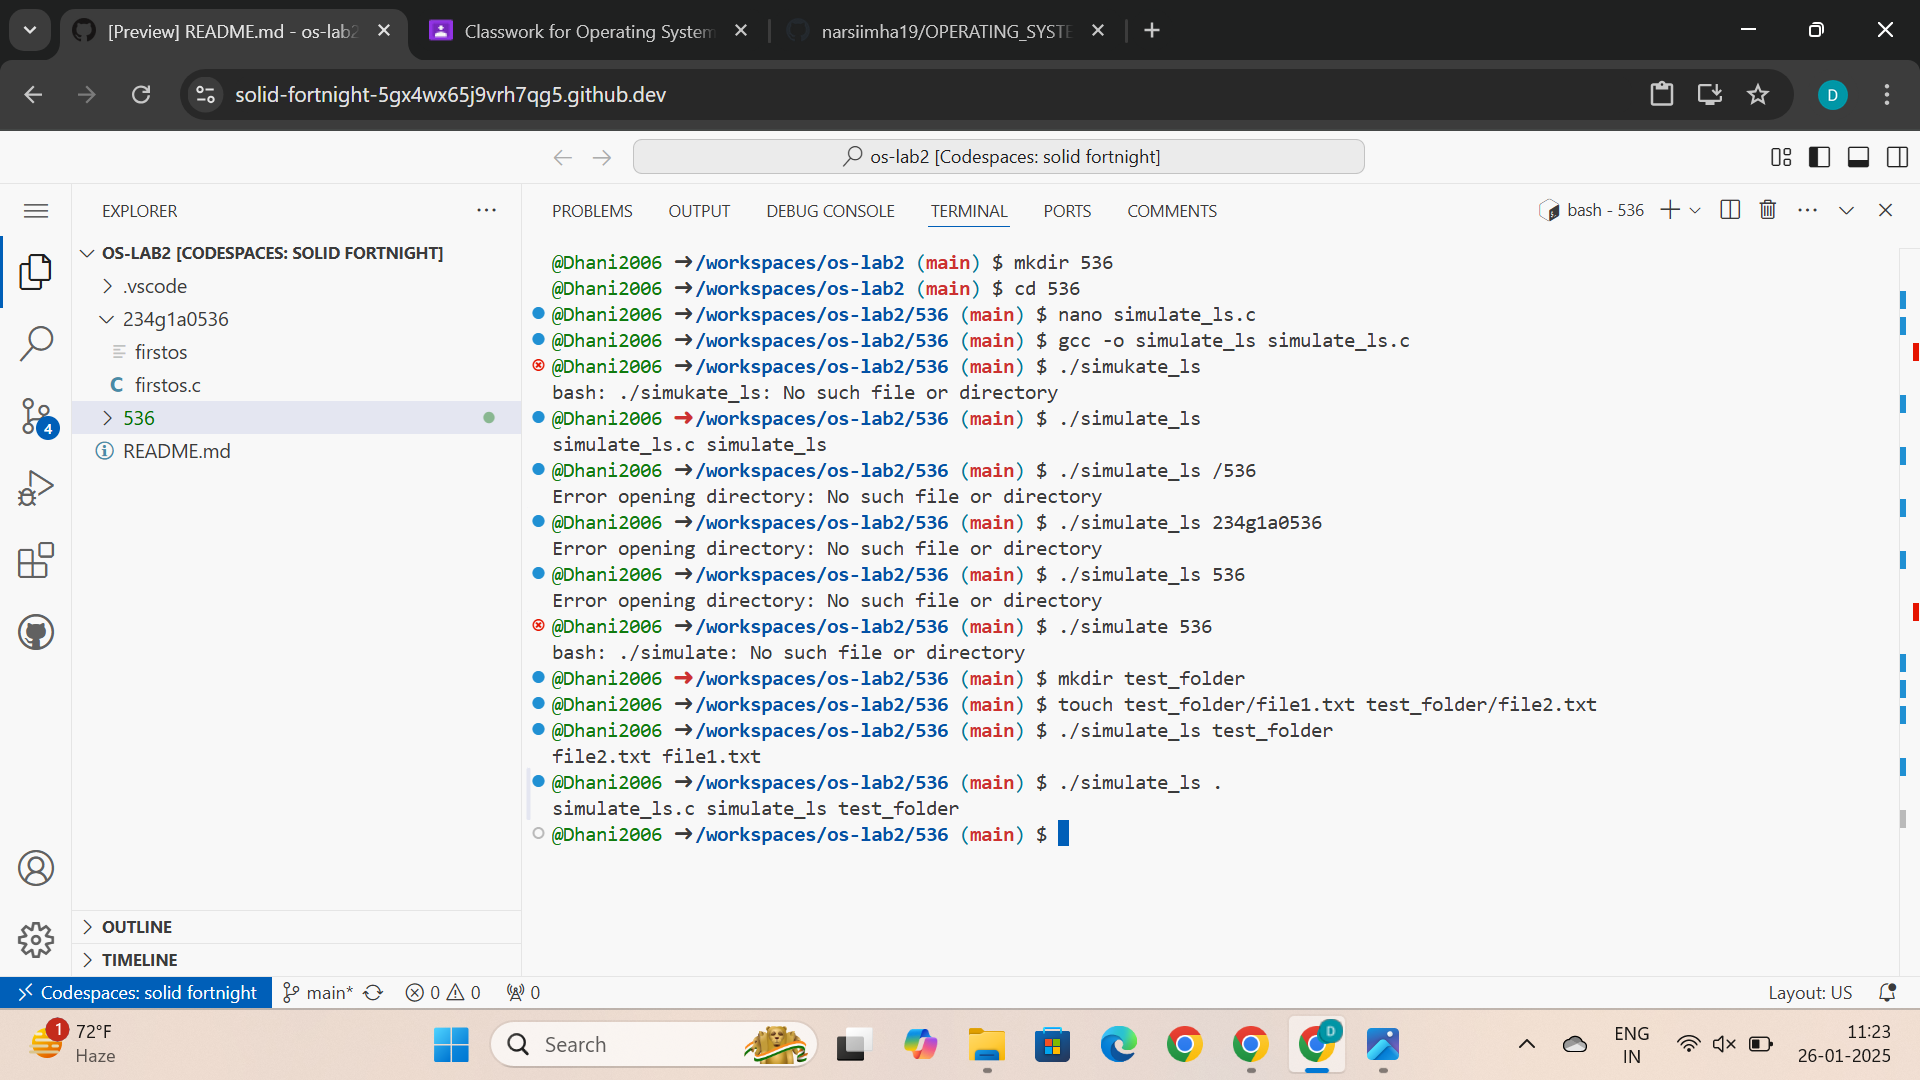 [Preview] README.md - os-lab2
Classwork for Operating System
narsiimha19/OPERATING_SYSTE
solid-fortnight-5gx4wx65j9vrh7qg5.github.dev
D
os-lab2 [Codespaces: solid fortnight]
EXPLORER
PROBLEMS OUTPUT DEBUG CONSOLE TERMINAL PORTS COMMENTS
bash - 536
OS-LAB2 [CODESPACES: SOLID FORTNIGHT]
.vscode
234g1a0536
firstos
C firstos.c
536
README.md
4
@Dhani2006 ➜/workspaces/os-lab2 (main) $ mkdir 536
@Dhani2006 ➜/workspaces/os-lab2 (main) $ cd 536
@Dhani2006 ➜/workspaces/os-lab2/536 (main) $ nano simulate_ls.c
@Dhani2006 ➜/workspaces/os-lab2/536 (main) $ gcc -o simulate_ls simulate_ls.c
@Dhani2006 ➜/workspaces/os-lab2/536 (main) $ ./simukate_ls
bash: ./simukate_ls: No such file or directory
@Dhani2006 ➜/workspaces/os-lab2/536 (main) $ ./simulate_ls
simulate_ls.c simulate_ls
@Dhani2006 ➜/workspaces/os-lab2/536 (main) $ ./simulate_ls /536
Error opening directory: No such file or directory
@Dhani2006 ➜/workspaces/os-lab2/536 (main) $ ./simulate_ls 234g1a0536
Error opening directory: No such file or directory
@Dhani2006 ➜/workspaces/os-lab2/536 (main) $ ./simulate_ls 536
Error opening directory: No such file or directory
@Dhani2006 ➜/workspaces/os-lab2/536 (main) $ ./simulate 536
bash: ./simulate: No such file or directory
@Dhani2006 ➜/workspaces/os-lab2/536 (main) $ mkdir test_folder
@Dhani2006 ➜/workspaces/os-lab2/536 (main) $ touch test_folder/file1.txt test_folder/file2.txt
@Dhani2006 ➜/workspaces/os-lab2/536 (main) $ ./simulate_ls test_folder
file2.txt file1.txt
@Dhani2006 ➜/workspaces/os-lab2/536 (main) $ ./simulate_ls .
simulate_ls.c simulate_ls test_folder
@Dhani2006 ➜/workspaces/os-lab2/536 (main) $
OUTLINE
TIMELINE
Codespaces: solid fortnight main* 0 0 0 Layout: US
1
72°F
Haze
Search
D
ENG
IN
11:23
26-01-2025